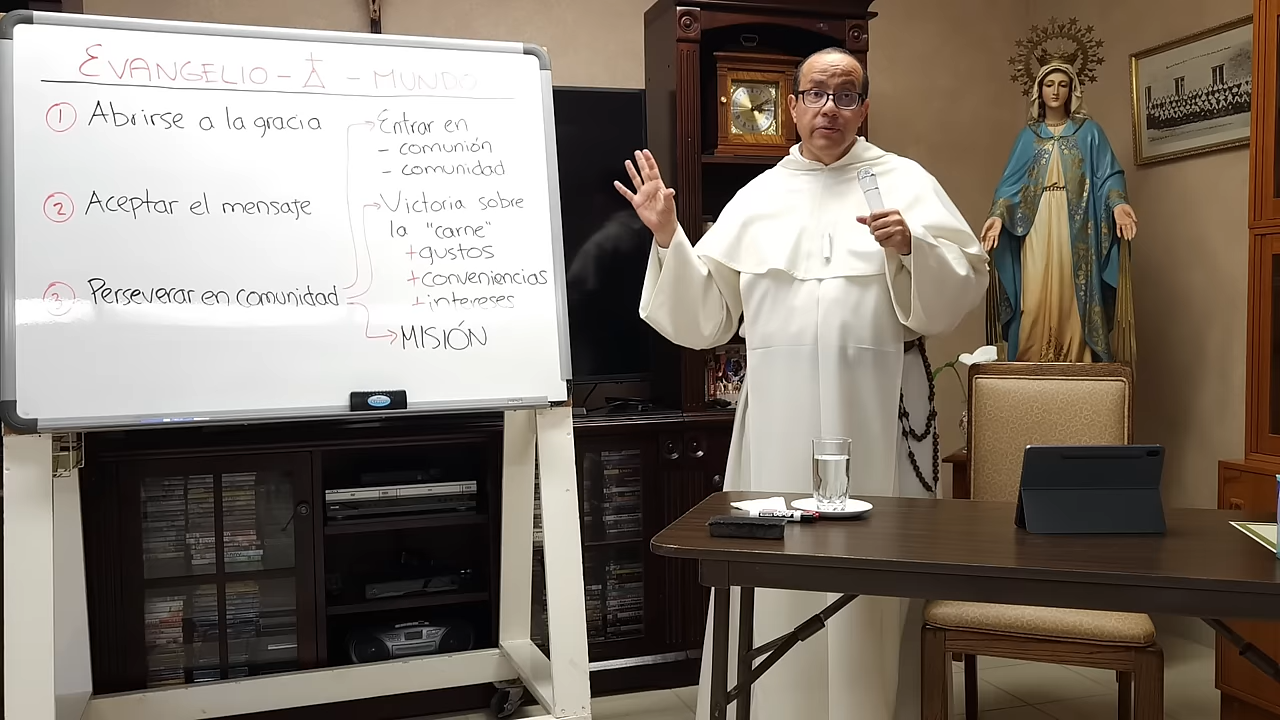 EVANGELIO - - MUNDO
① Abrirse a la gracia
② Aceptar el mensaje
③ Perseverar en comunidad
Entrar en
- comunión
- comunidad
Victoria sobre
la "carne"
+gustos
+conveniencias
+intereses
MISIÓN